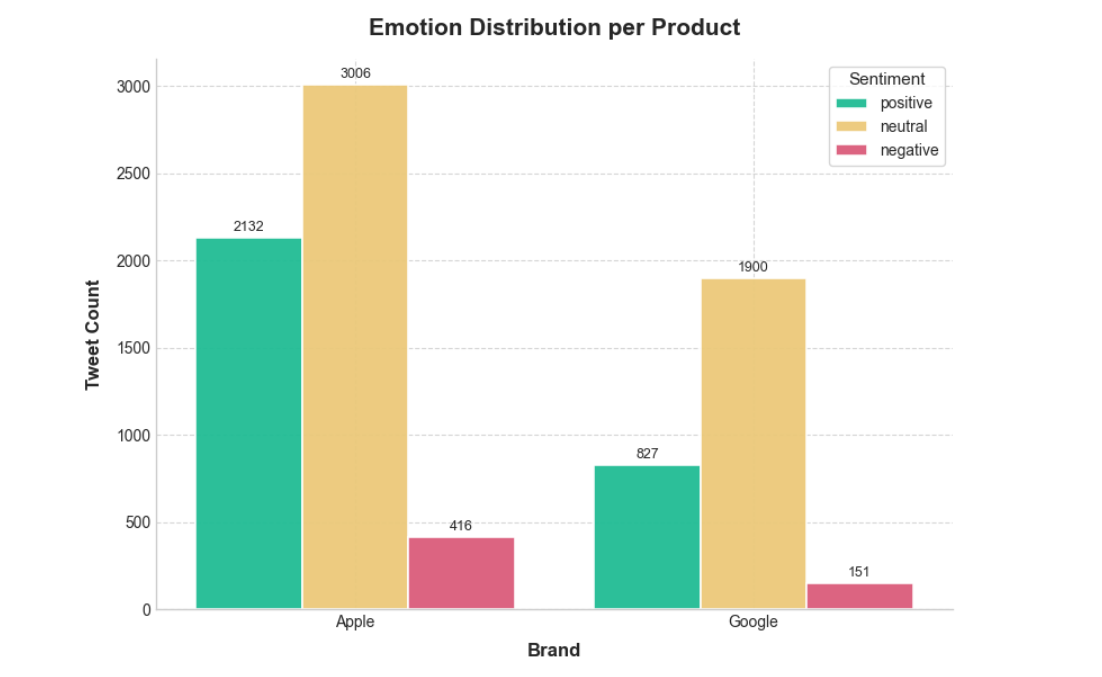 Emotion Distribution per Product
Sentiment
positive
neutral
negative
3000
2500
2000
1500
1000
500
0
Tweet Count
2132
3006
416
827
1900
151
Apple
Google
Brand